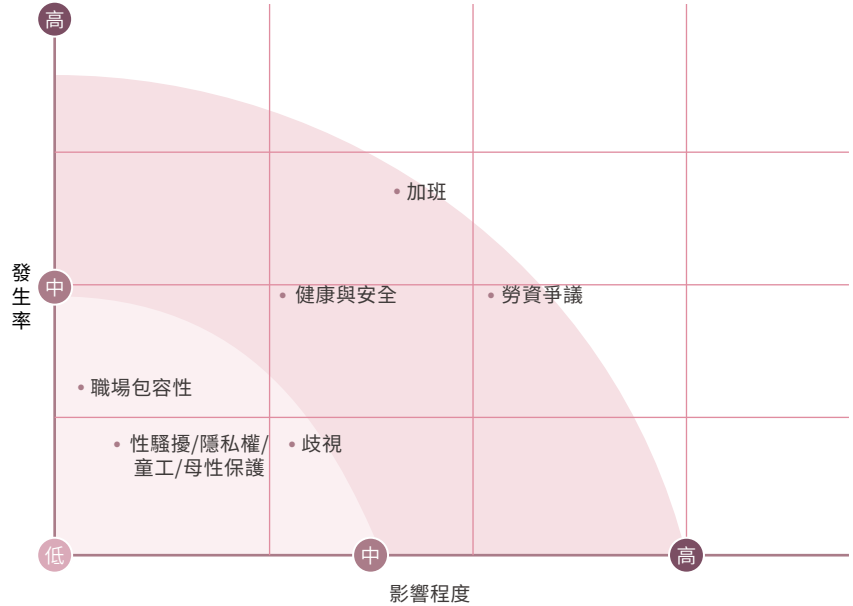 高
• 加班
發生率
中
• 健康與安全
• 勞資爭議
• 職場包容性
• 性騷擾/隱私權/
童工/母性保護
• 歧視
低
中
高
影響程度